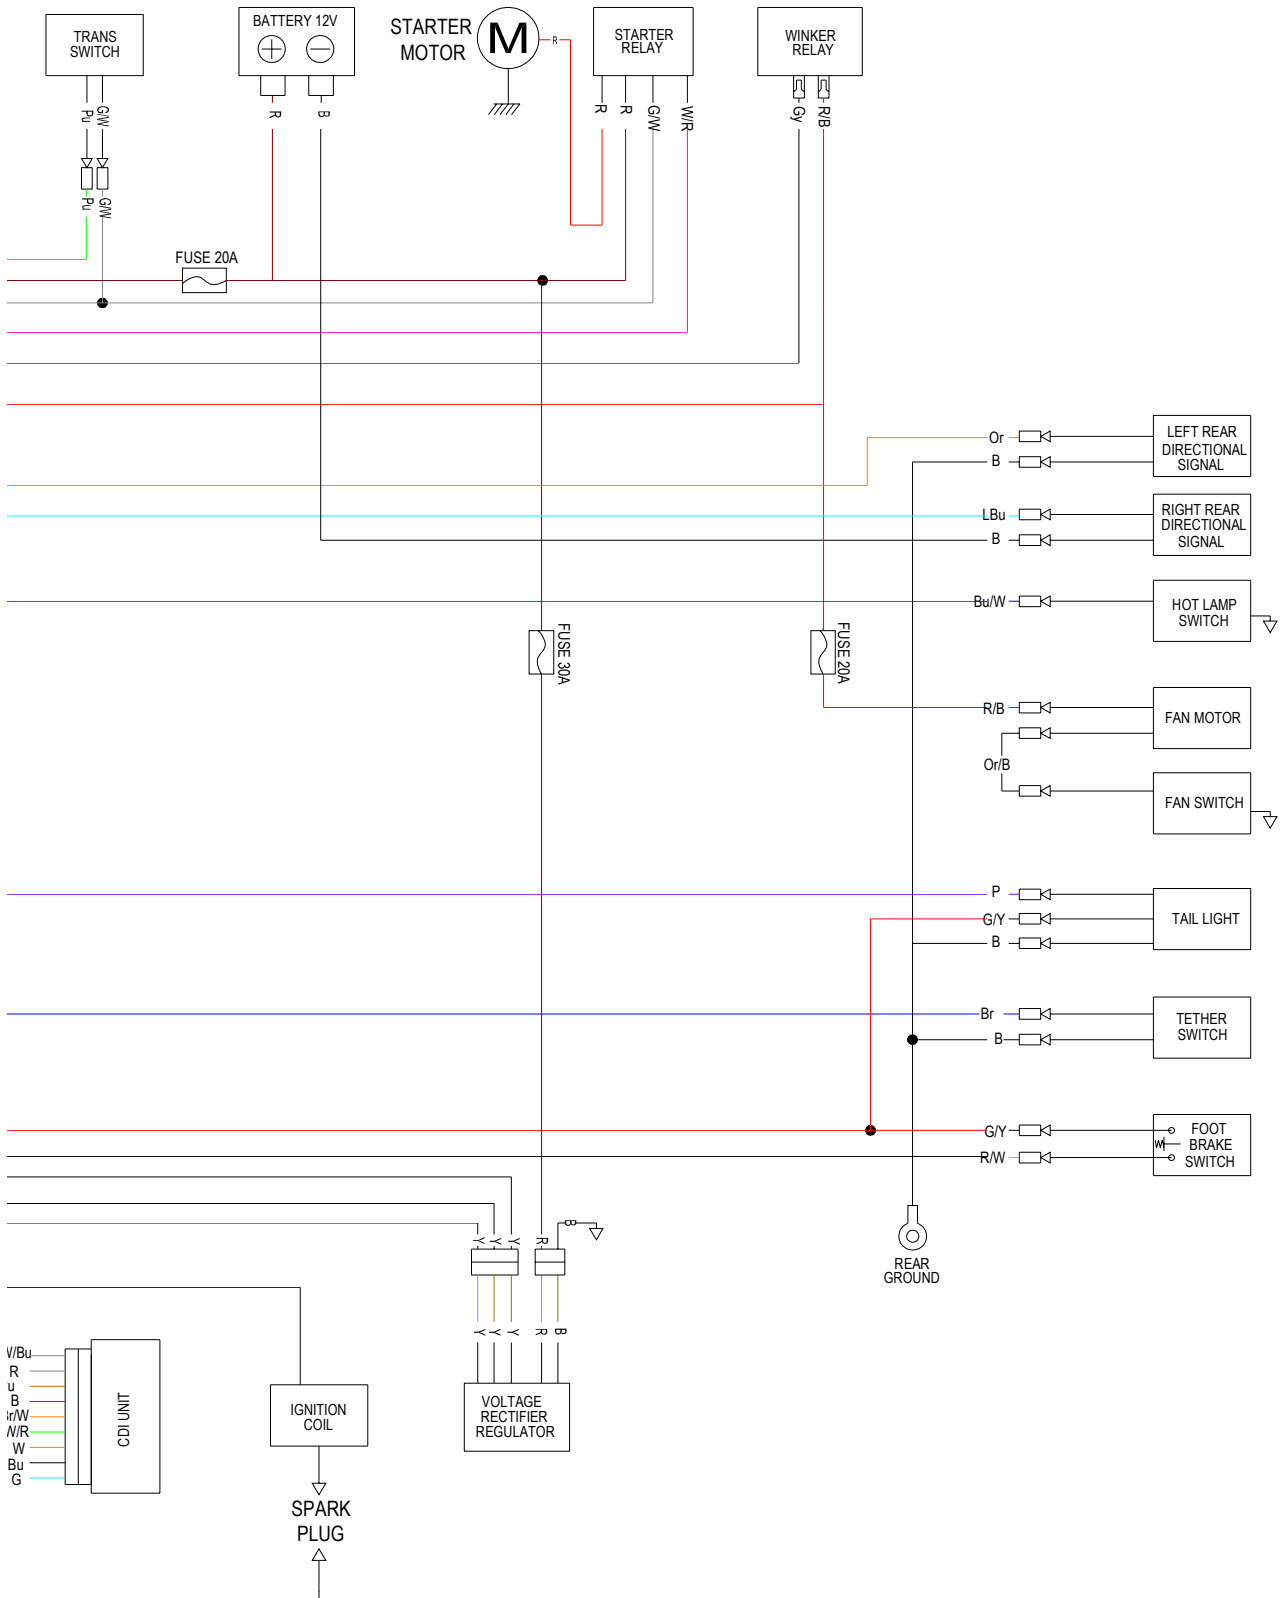 TRANS
SWITCH
BATTERY 12V
STARTER
MOTOR
M
R
STARTER
RELAY
WINKER
RELAY
Pu
G/W
R
B
R
R
G/W
W/R
Gy
R/B
Pu
G/W
FUSE 20A
Or
B
LEFT REAR
DIRECTIONAL
SIGNAL
LBu
B
RIGHT REAR
DIRECTIONAL
SIGNAL
Bu/W
HOT LAMP
SWITCH
FUSE 30A
FUSE 20A
R/B
FAN MOTOR
Or/B
FAN SWITCH
P
G/Y
B
TAIL LIGHT
Br
B
TETHER
SWITCH
G/Y
R/W
FOOT
BRAKE
SWITCH
W
Y
Y
Y
R
B
REAR
GROUND
Y
Y
Y
R
B
VOLTAGE
RECTIFIER
REGULATOR
W/Bu
R
u
B
Br/W
W/R
W
Bu
G
CDI UNIT
IGNITION
COIL
SPARK
PLUG